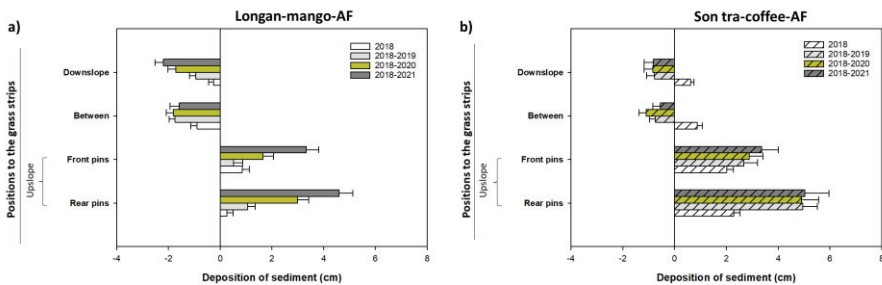 a)
Longan-mango-AF
2018
2018-2019
2018-2020
2018-2021
Positions to the grass strips
Upslope
Downslope
Between
Front pins
Rear pins
-4 -2 0 2 4 6 8
Deposition of sediment (cm)
b)
Son tra-coffee-AF
2018
2018-2019
2018-2020
2018-2021
Positions to the grass strips
Upslope
Downslope
Between
Front pins
Rear pins
-4 -2 0 2 4 6 8
Deposition of sediment (cm)